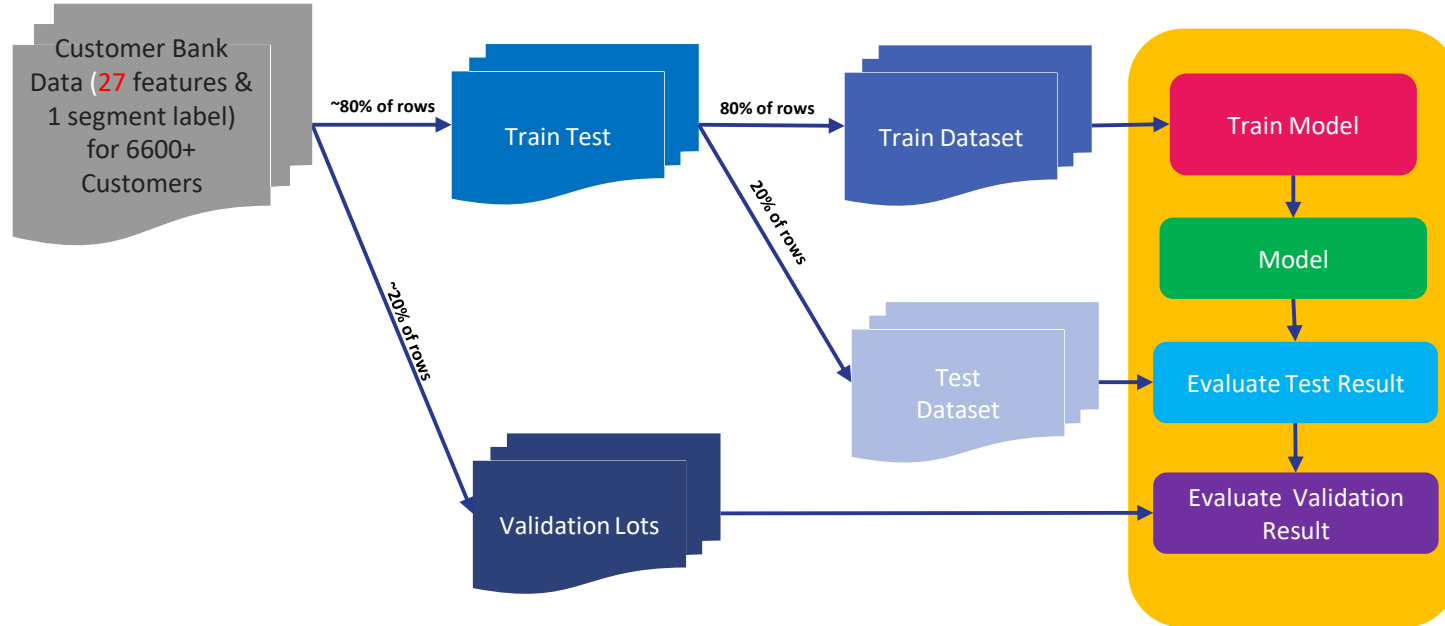 Customer Bank
Data (27 features &
1 segment label)
for 6600+
Customers
~80% of rows
Train Test
80% of rows
Train Dataset
Train Model
20% of rows
Model
~20% of rows
Test
Dataset
Evaluate Test Result
Validation Lots
Evaluate Validation
Result